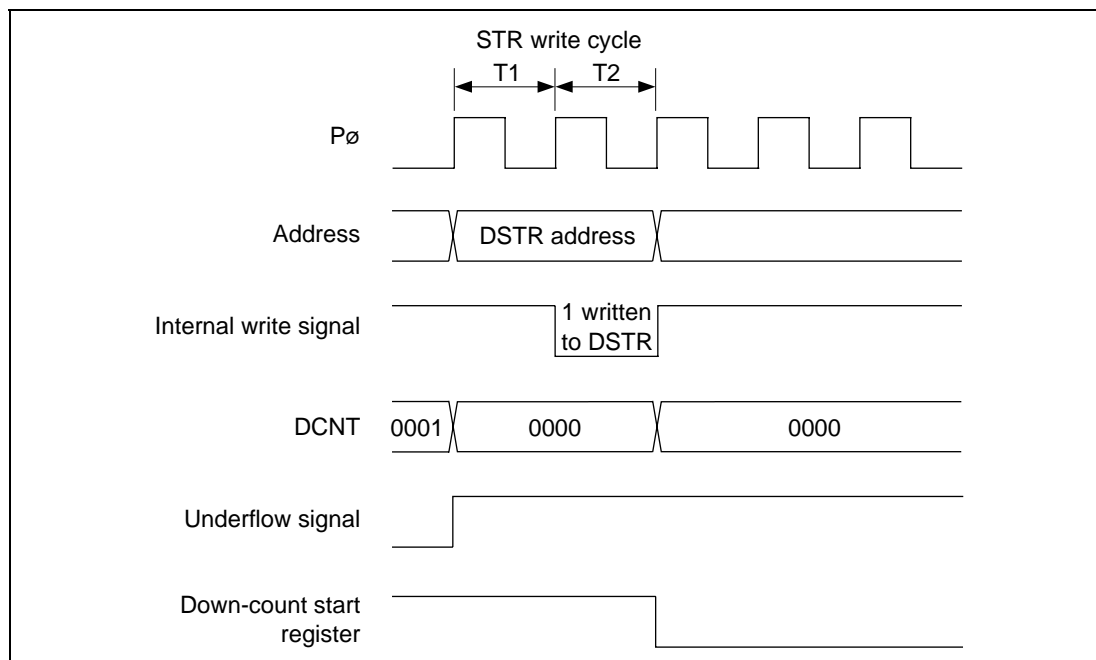 STR write cycle
T1 T2
Pø
Address
DSTR address
Internal write signal
1 written
to DSTR
DCNT
0001 0000 0000
Underflow signal
Down-count start
register